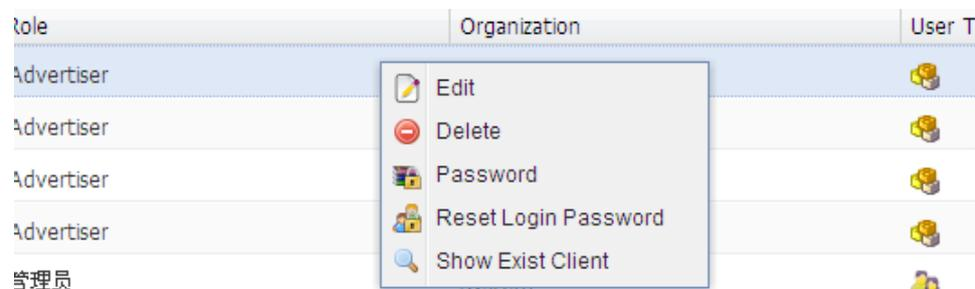 Role Organization User T
Advertiser
Edit
Advertiser
Delete
Advertiser
Password
Advertiser
Reset Login Password
Show Exist Client
管理员